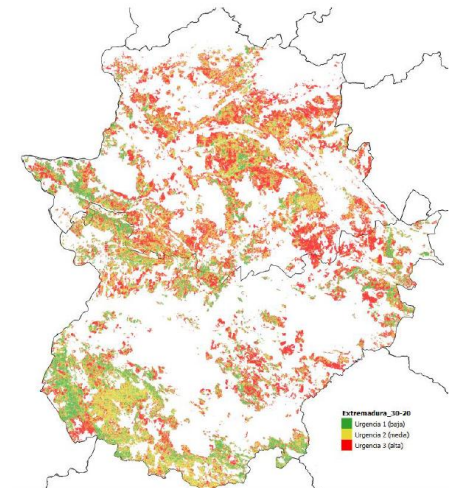 Extremadura_30-20
Urgencia 1 (baja)
Urgencia 2 (media)
Urgencia 3 (alta)